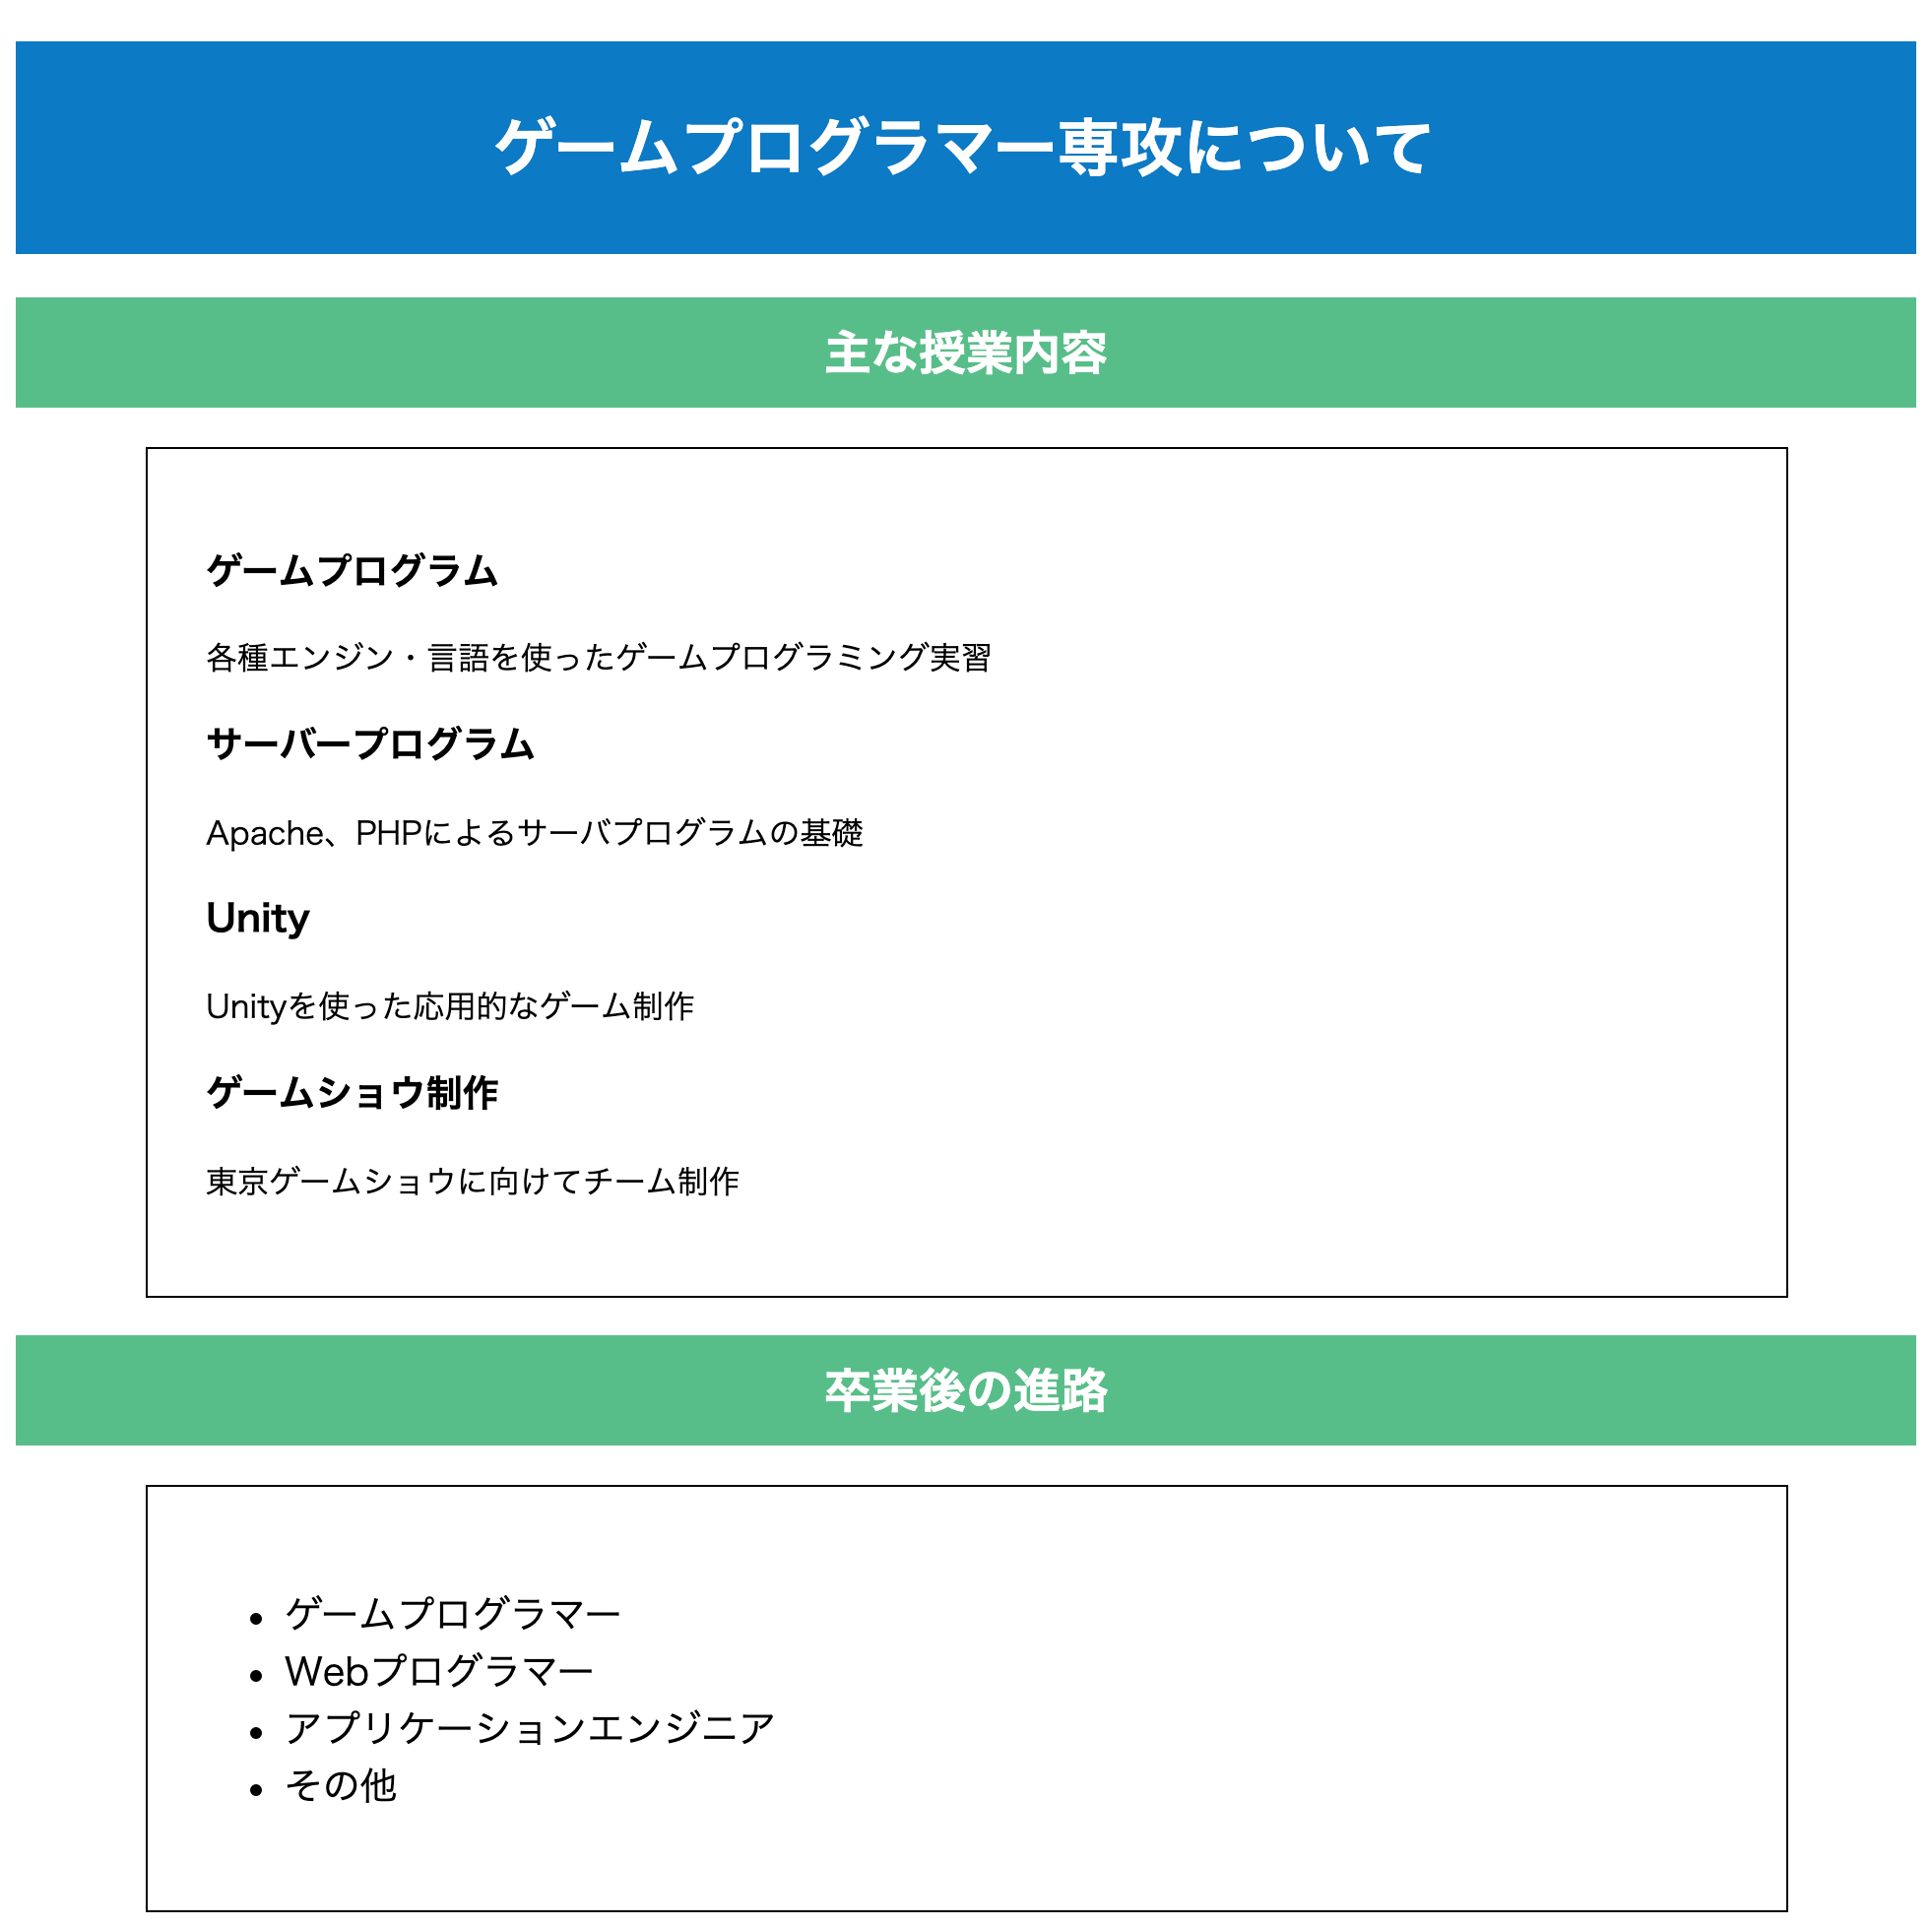 ゲームプログラマー専攻について
主な授業内容
ゲームプログラム
各種エンジン・言語を使ったゲームプログラミング実習
サーバープログラム
Apache、PHPによるサーバプログラムの基礎
Unity
Unityを使った応用的なゲーム制作
ゲームショウ制作
東京ゲームショウに向けてチーム制作
卒業後の進路
• ゲームプログラマー
• Webプログラマー
• アプリケーションエンジニア
• その他